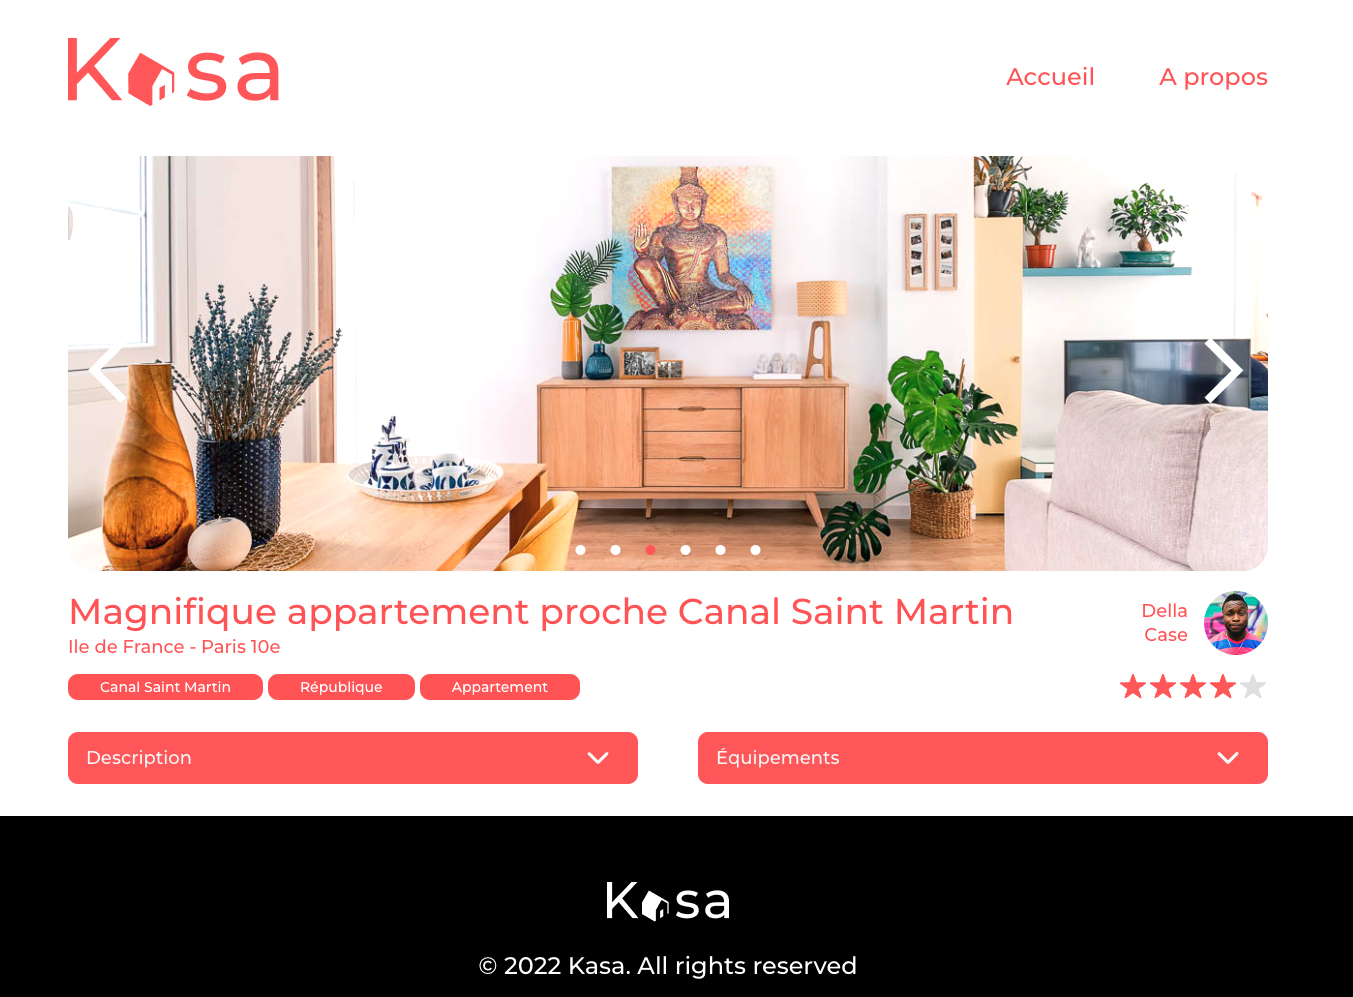 Kasa
Accueil
A propos
Magnifique appartement proche Canal Saint Martin
Ile de France - Paris 10e
Della
Case
Canal Saint Martin
République
Appartement
Description
Équipements
Kasa
© 2022 Kasa. All rights reserved